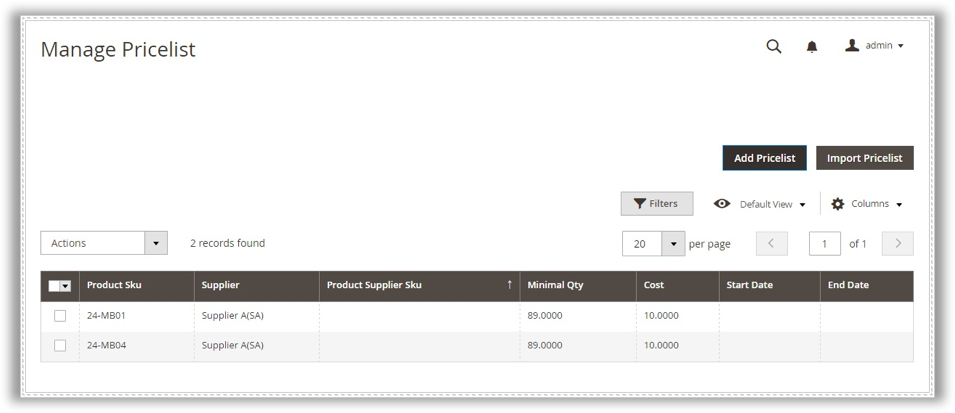 Manage Pricelist
admin
Add Pricelist Import Pricelist
Filters Default View Columns
Actions 2 records found 20 per page 1 of 1
Product Sku Supplier Product Supplier Sku ↑ Minimal Qty Cost Start Date End Date
24-MB01 Supplier A(SA) 89.0000 10.0000
24-MB04 Supplier A(SA) 89.0000 10.0000